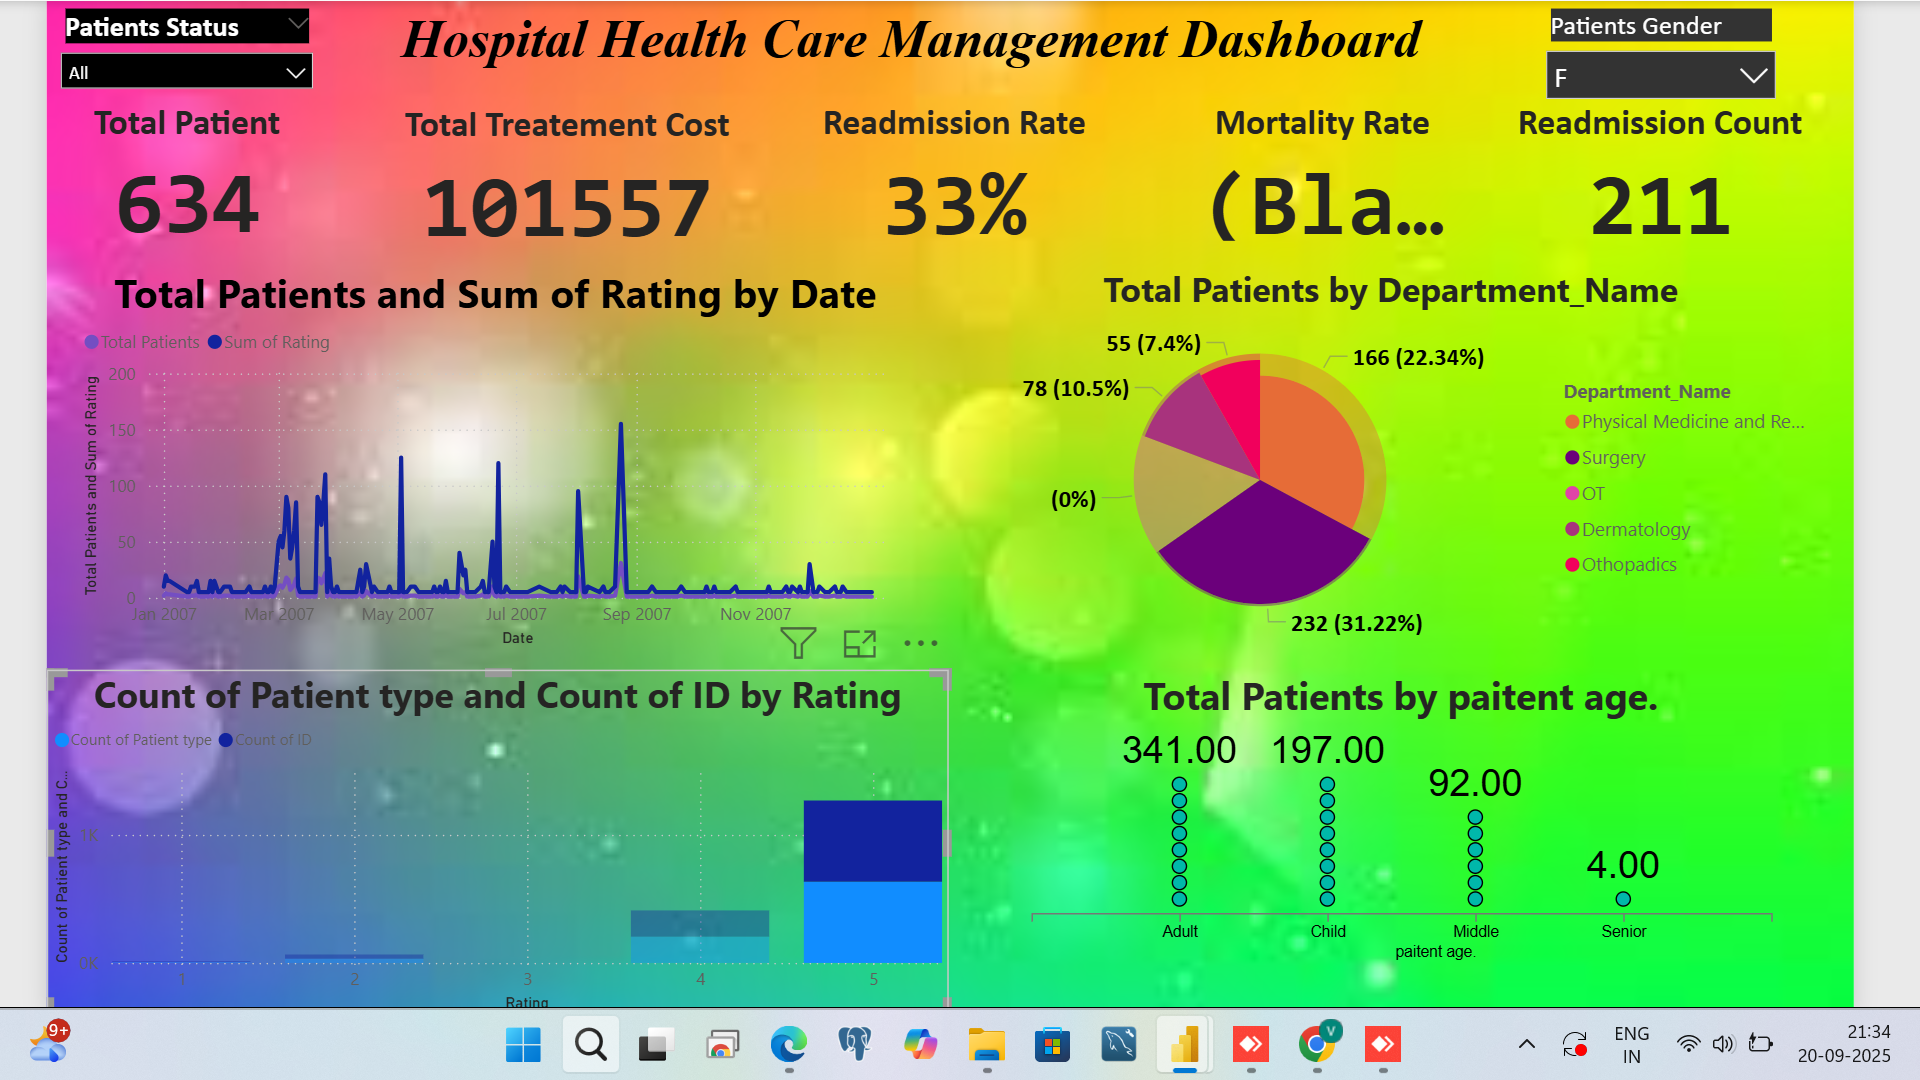 Patients Status
All
Hospital Health Care Management Dashboard
Patients Gender
F
Total Patient
634
Total Treatement Cost
101557
Readmission Rate
33%
Mortality Rate
(Bla...
Readmission Count
211
Total Patients and Sum of Rating by Date
Total Patients
Sum of Rating
Total Patients and Sum of Rating
200
150
100
50
0
Jan 2007
Mar 2007
May 2007
Jul 2007
Sep 2007
Nov 2007
Date
Total Patients by Department_Name
55 (7.4%)
166 (22.34%)
78 (10.5%)
(0%)
232 (31.22%)
Department_Name
Physical Medicine and Re...
Surgery
OT
Dermatology
Othopadics
Count of Patient type and Count of ID by Rating
Count of Patient type
Count of ID
Count of Patient type and C...
1K
0K
1
2
3
4
5
Rating
Total Patients by paitent age.
341.00
197.00
92.00
4.00
Adult
Child
Middle
Senior
paitent age.
9+
V
ENG
IN
21:34
20-09-2025